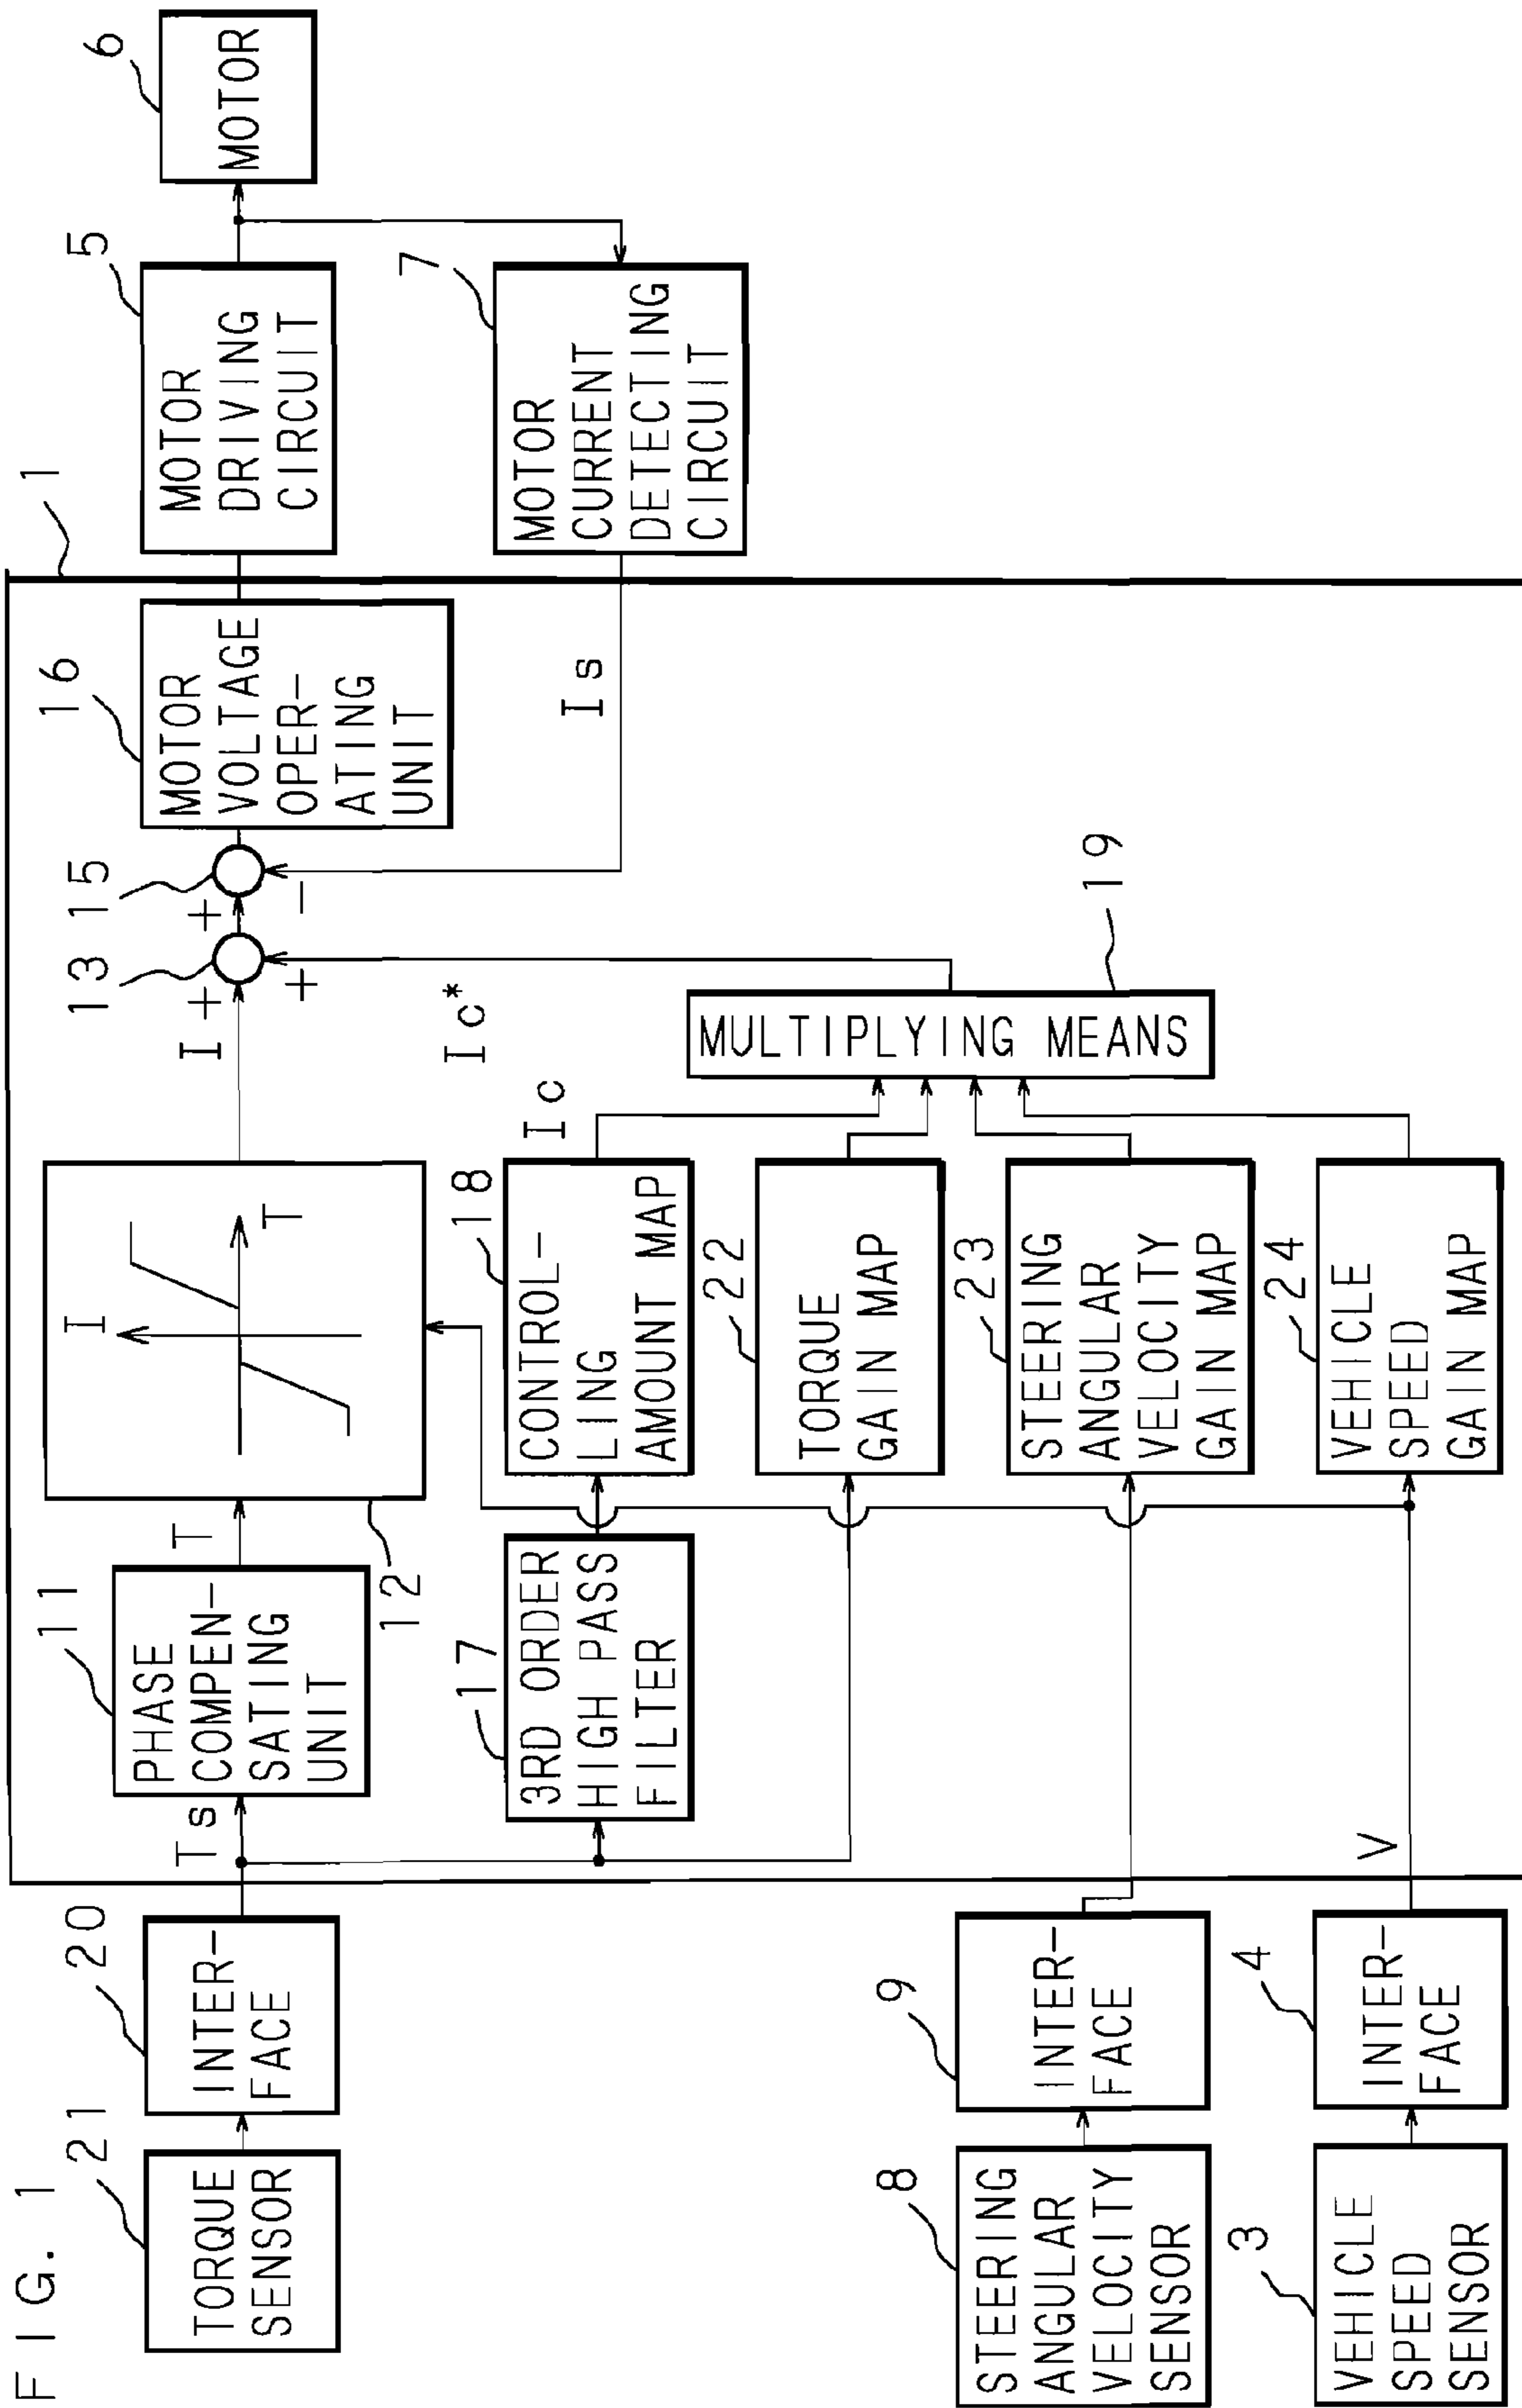 FIG. 1
21
TORQUE
SENSOR
20
INTER-
FACE
Ts
11
PHASE
COMPEN-
SATING
UNIT
T
12
I
T
I
+
13
+
Ic*
+
15
−
16
MOTOR
VOLTAGE
OPER-
ATING
UNIT
Is
1
5
MOTOR
DRIVING
CIRCUIT
6
MOTOR
7
MOTOR
CURRENT
DETECTING
CIRCUIT
17
3RD ORDER
HIGH PASS
FILTER
18
CONTROL-
LING
AMOUNT MAP
Ic
19
MULTIPLYING MEANS
22
TORQUE
GAIN MAP
8
STEERING
ANGULAR
VELOCITY
SENSOR
9
INTER-
FACE
23
STEERING
ANGULAR
VELOCITY
GAIN MAP
3
VEHICLE
SPEED
SENSOR
4
INTER-
FACE
V
24
VEHICLE
SPEED
GAIN MAP